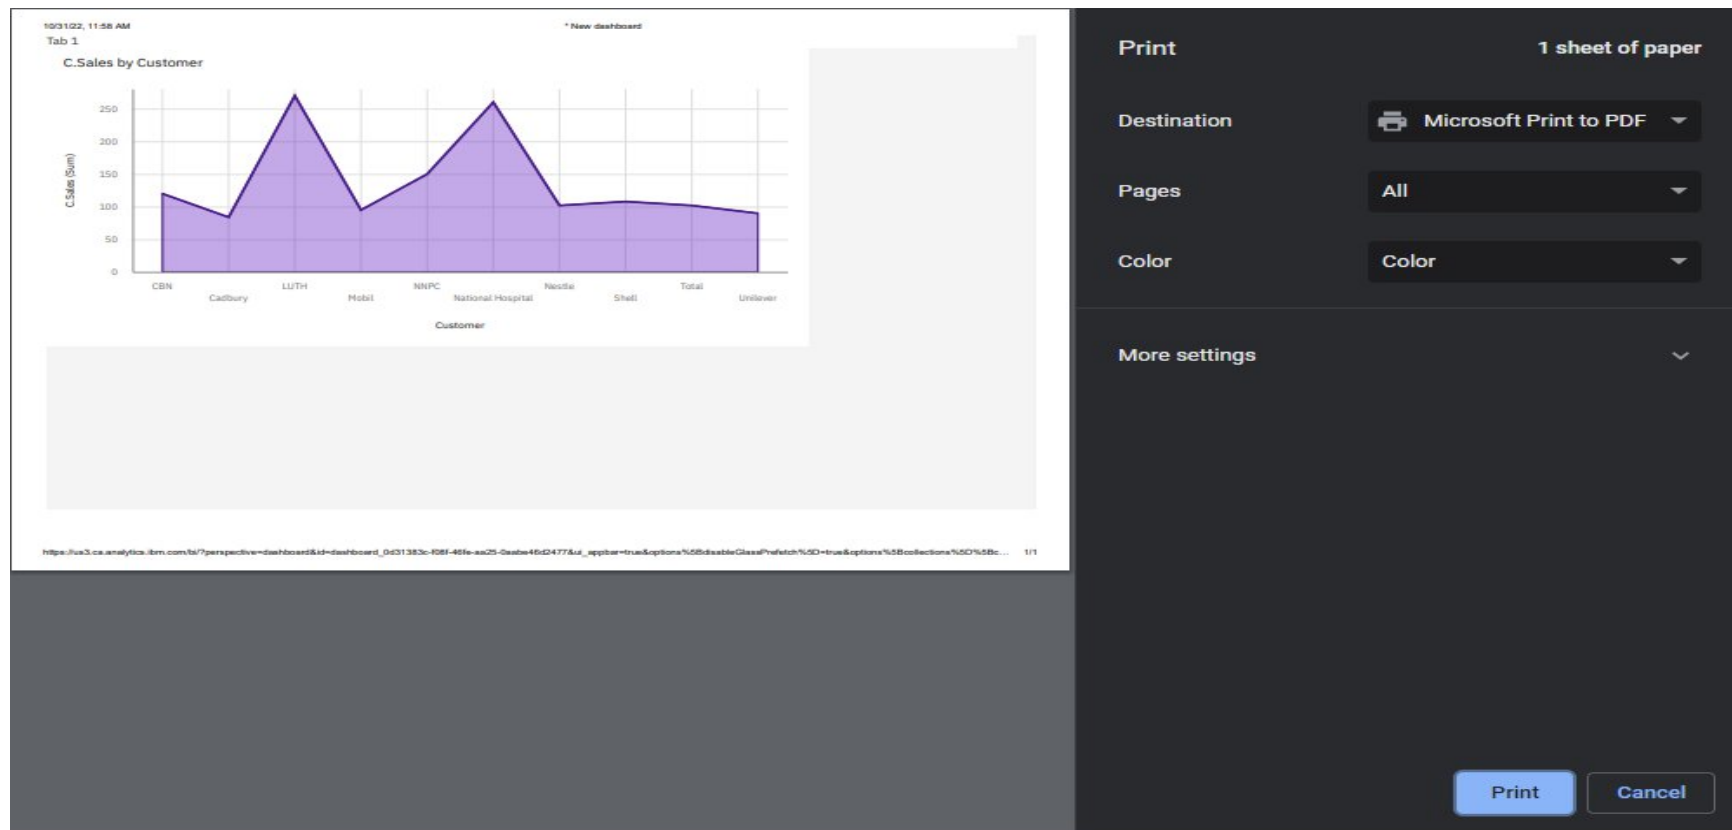 10/31/22, 11:58 AM
* New dashboard
Tab 1
C.Sales by Customer
C.Sales (Sum)
250
200
150
100
50
0
CBN
Cadbury
LUTH
Mobil
NNPC
National Hospital
Nestle
Shell
Total
Unilever
Customer
1/1
Print
1 sheet of paper
Destination
Microsoft Print to PDF
Pages
All
Color
Color
More settings
Print
Cancel